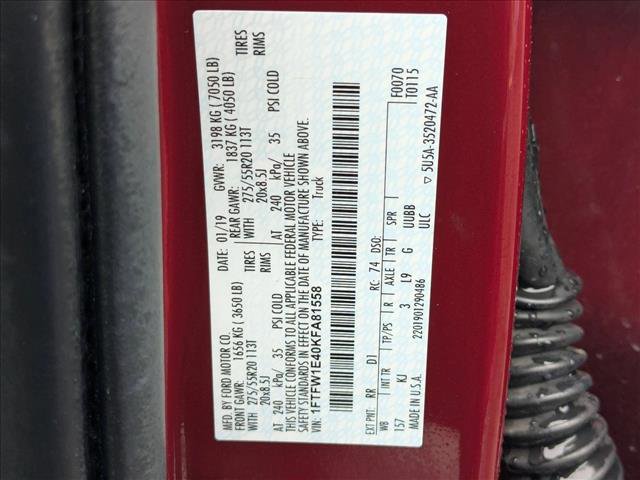 MFD. BY FORD MOTOR CO. DATE: 01/19 GVWR: 3198 KG ( 7050 LB)
FRONT GAWR: 1656 KG ( 3650 LB) REAR GAWR: 1837 KG ( 4050 LB)
WITH 275/55R20 113T TIRES WITH 275/55R20 113T TIRES
20x8.5J RIMS 20x8.5J RIMS
AT 240 kPa/ 35 PSI COLD AT 240 kPa/ 35 PSI COLD
THIS VEHICLE CONFORMS TO ALL APPLICABLE FEDERAL MOTOR VEHICLE
SAFETY STANDARDS IN EFFECT ON THE DATE OF MANUFACTURE SHOWN ABOVE.
VIN: 1FTFW1E40KFA81558 TYPE: Truck
F0070
T0115
EXT PNT: RR D1 RC: 74 DSO:
WB INT TR TP/PS R AXLE TR SPR
157 KJ 3 L9 G UUBB
MADE IN U.S.A. 2201901290486 ULC ▽ 5U5A-3520472-AA